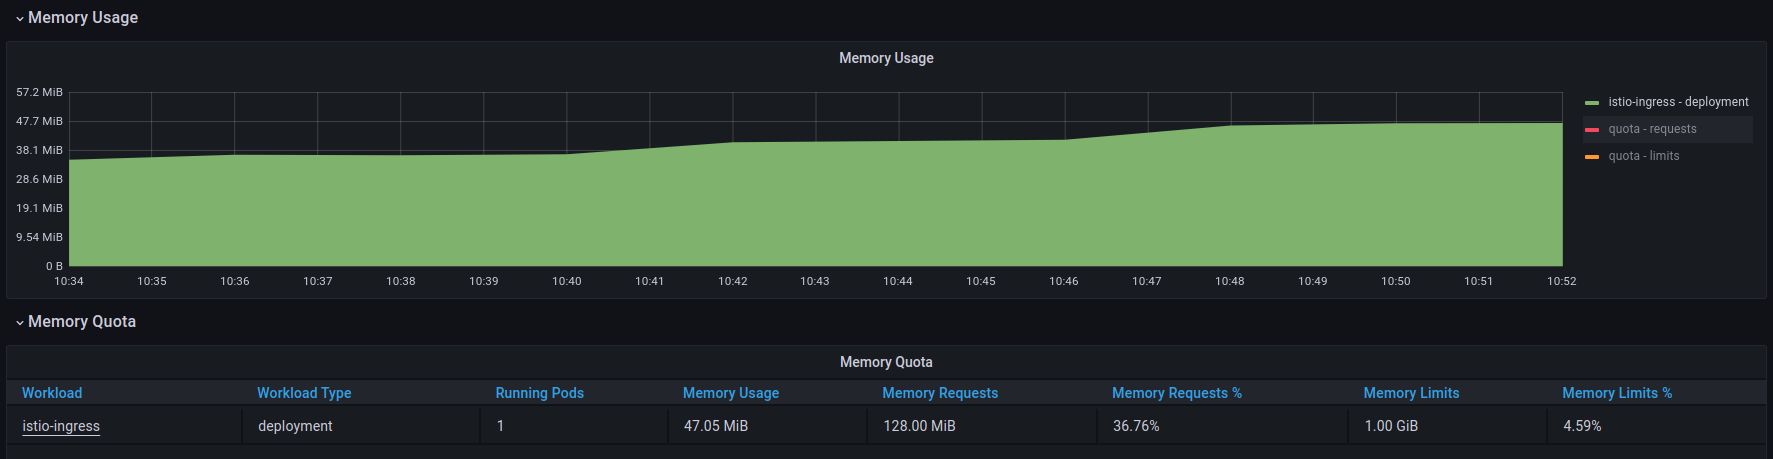 Memory Usage
Memory Usage
57.2 MiB
47.7 MiB
38.1 MiB
28.6 MiB
19.1 MiB
9.54 MiB
0 B
10:34 10:35 10:36 10:37 10:38 10:39 10:40 10:41 10:42 10:43 10:44 10:45 10:46 10:47 10:48 10:49 10:50 10:51 10:52
istio-ingress - deployment
quota - requests
quota - limits
Memory Quota
Memory Quota
Workload Workload Type Running Pods Memory Usage Memory Requests Memory Requests % Memory Limits Memory Limits %
istio-ingress deployment 1 47.05 MiB 128.00 MiB 36.76% 1.00 GiB 4.59%